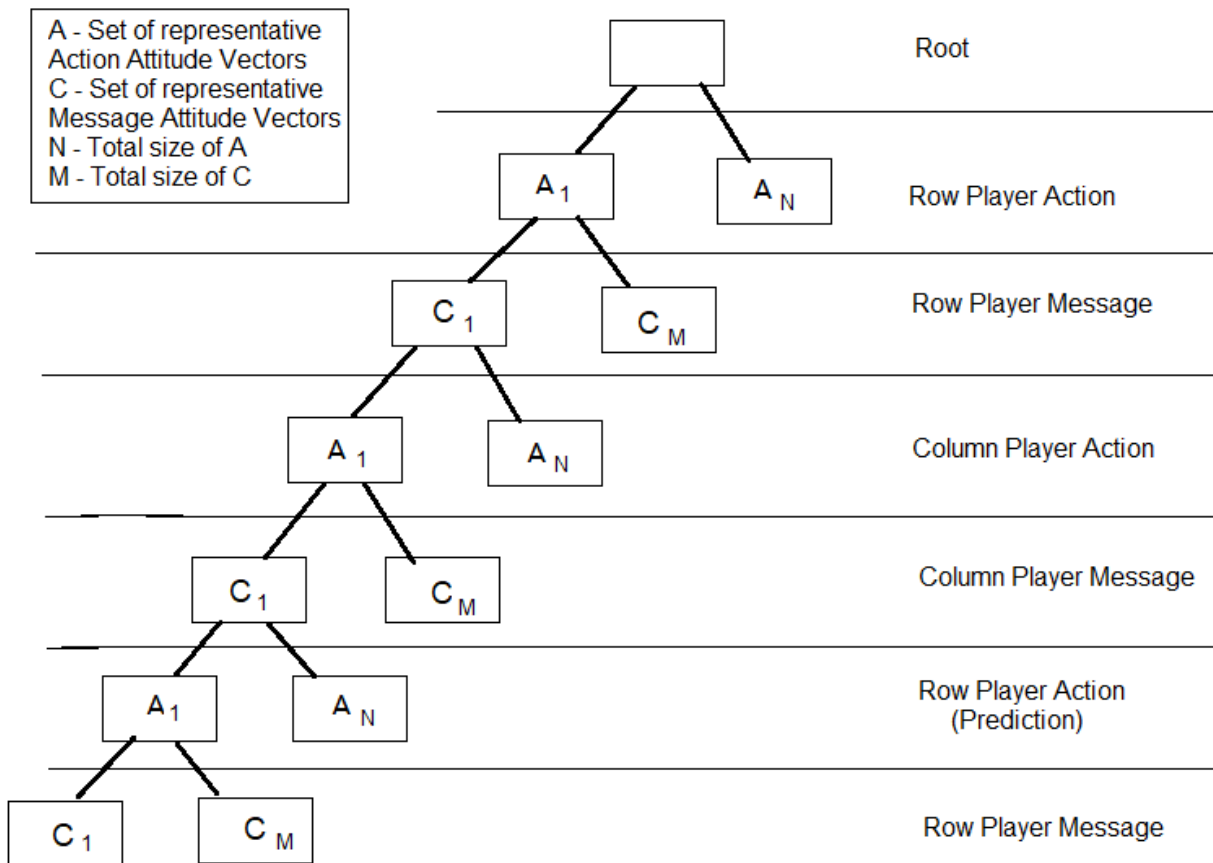 A - Set of representative
Action Attitude Vectors
C - Set of representative
Message Attitude Vectors
N - Total size of A
M - Total size of C
Root
A 1
A N
Row Player Action
C 1
C M
Row Player Message
A 1
A N
Column Player Action
C 1
C M
Column Player Message
A 1
A N
Row Player Action
(Prediction)
C 1
C M
Row Player Message